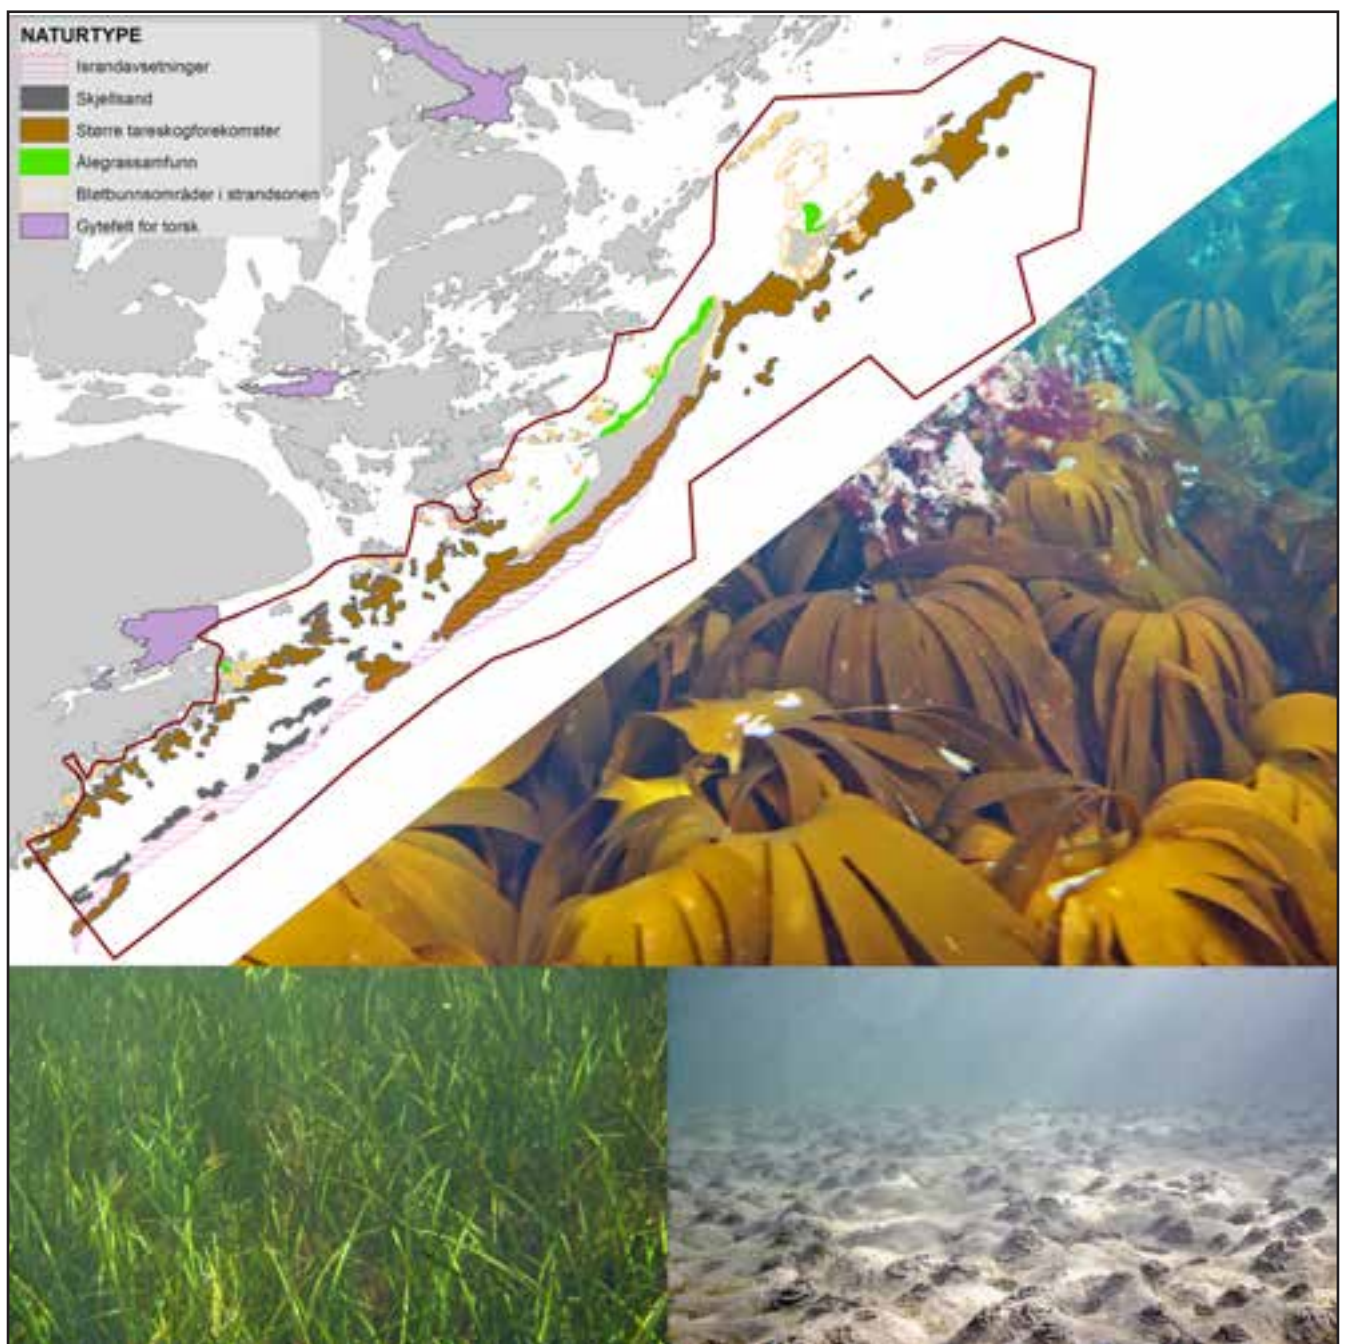 NATURTYPE
Israndavsetninger
Skjellsand
Større tareskogforekomster
Ålegrassamfunn
Bløtbunnsområder i strandsonen
Gytefelt for torsk